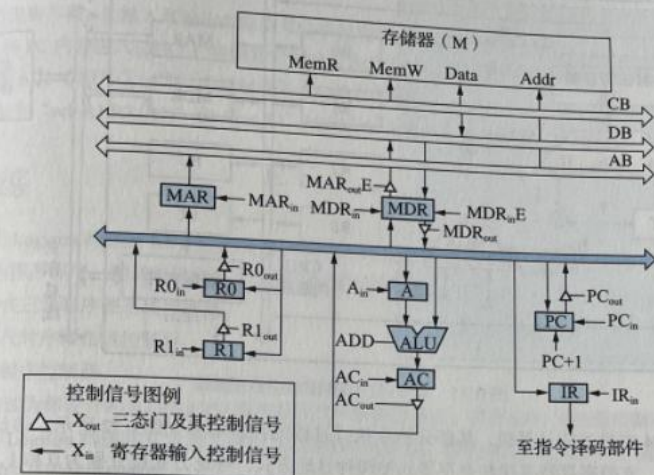 存储器（M）
MemR MemW Data Addr
CB
DB
AB
MAR MARin
MARoutE
MDRin MDR MDRinE
MDRout
R0out
R0in R0
R1out
R1in R1
Ain A
ADD ALU
ACin AC
ACout
PCout
PC PCin
PC+1
IR IRin
至指令译码部件
控制信号图例
Xout 三态门及其控制信号
Xin 寄存器输入控制信号